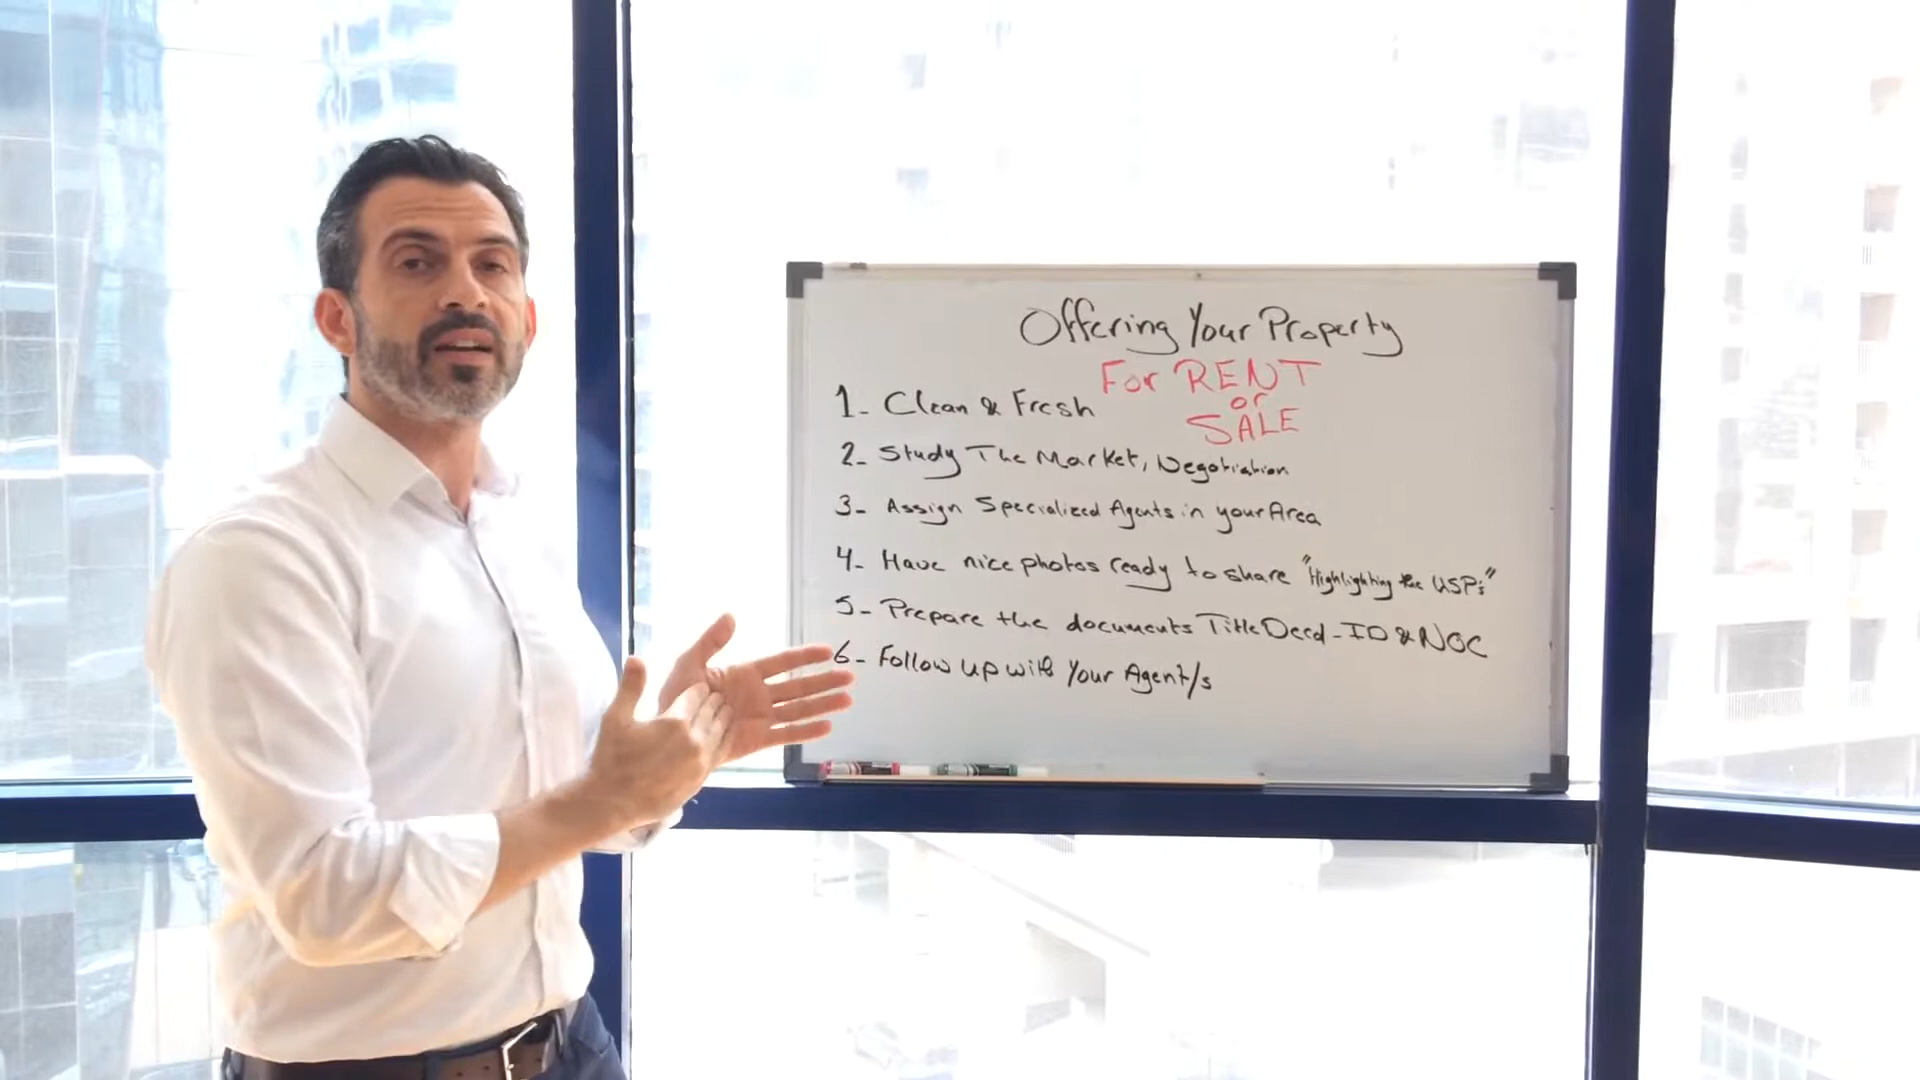 Offering Your Property
For RENT
or
SALE
1- Clean & Fresh
2- Study The Market, Negotiation
3- Assign Specialized Agents in your Area
4- Have nice photos ready to share "Highlighting the USPs"
5- Prepare the documents Title Deed - ID & NOC
6- Follow up with Your Agent/s